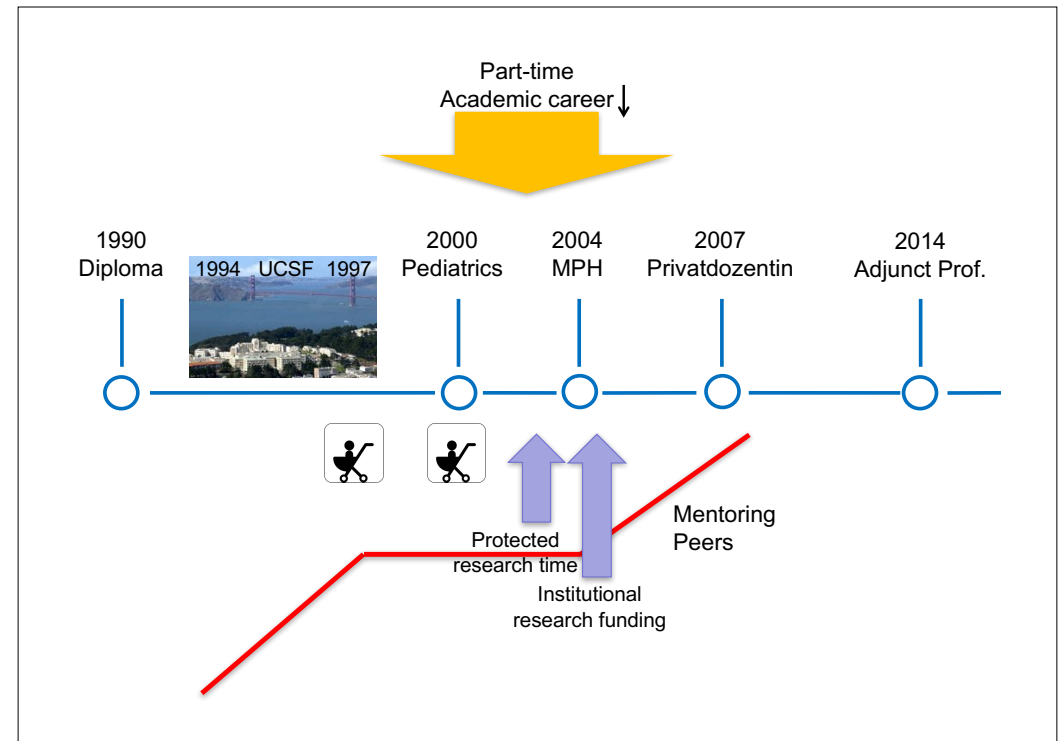 Part-time
Academic career ↓
1990
Diploma
1994 UCSF 1997
2000
Pediatrics
2004
MPH
2007
Privatdozentin
2014
Adjunct Prof.
Mentoring
Peers
Protected
research time
Institutional
research funding